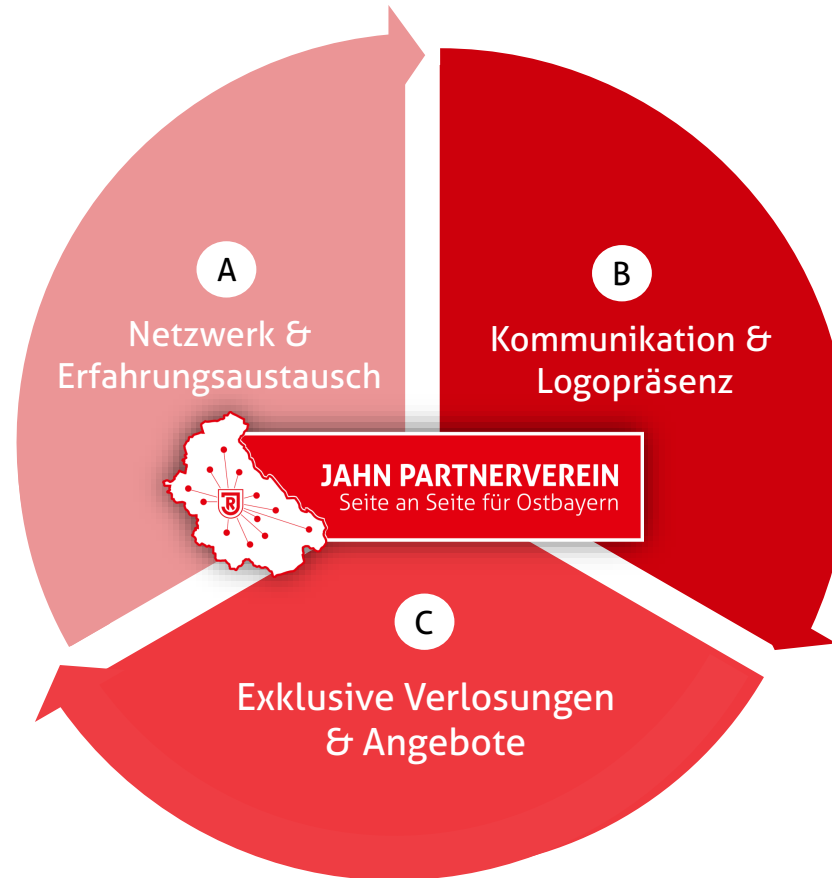 A
Netzwerk &
Erfahrungsaustausch
B
Kommunikation &
Logopräsenz
JAHN PARTNERVEREIN
Seite an Seite für Ostbayern
R
C
Exklusive Verlosungen
& Angebote